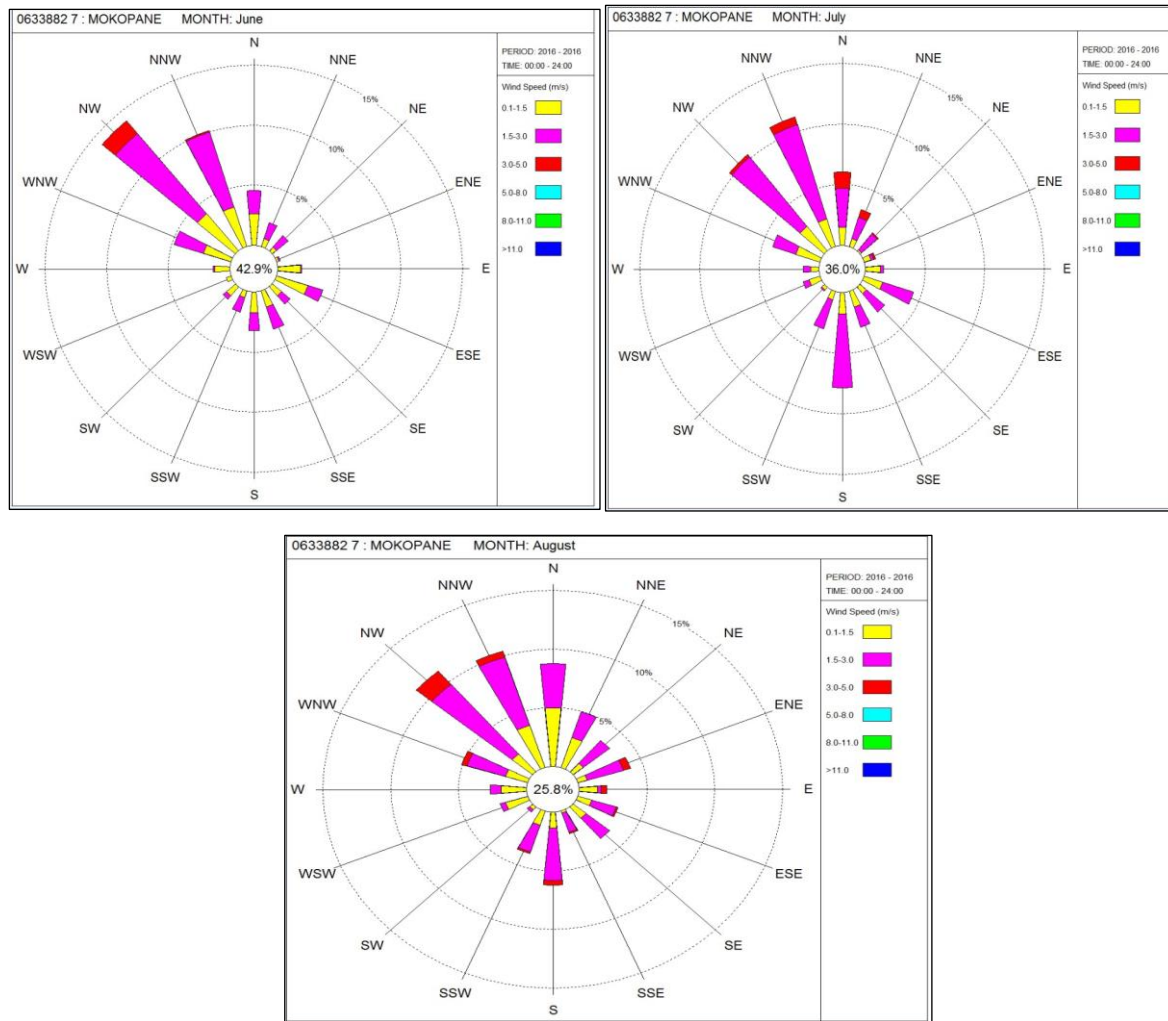 0633882 7 : MOKOPANE MONTH: June
PERIOD: 2016 - 2016
TIME: 00:00 - 24:00
Wind Speed (m/s)
0.1-1.5
1.5-3.0
3.0-5.0
5.0-8.0
8.0-11.0
>11.0
N
NNE
NE
ENE
E
ESE
SE
SSE
S
SSW
SW
WSW
W
WNW
NW
NNW
15%
10%
5%
42.9%
0633882 7 : MOKOPANE MONTH: July
PERIOD: 2016 - 2016
TIME: 00:00 - 24:00
Wind Speed (m/s)
0.1-1.5
1.5-3.0
3.0-5.0
5.0-8.0
8.0-11.0
>11.0
N
NNE
NE
ENE
E
ESE
SE
SSE
S
SSW
SW
WSW
W
WNW
NW
NNW
15%
10%
5%
36.0%
0633882 7 : MOKOPANE MONTH: August
PERIOD: 2016 - 2016
TIME: 00:00 - 24:00
Wind Speed (m/s)
0.1-1.5
1.5-3.0
3.0-5.0
5.0-8.0
8.0-11.0
>11.0
N
NNE
NE
ENE
E
ESE
SE
SSE
S
SSW
SW
WSW
W
WNW
NW
NNW
15%
10%
5%
25.8%